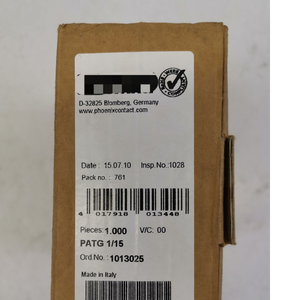 D-32825 Blomberg, Germany
www.phoenixcontact.com
Date : 15.07.10 Insp.No.:1028
Pack no. : 761
4 017918 013448
Pieces: 1.000 V/C: 00
PATG 1/15
Ord.No.: 1013025
Made in Italy